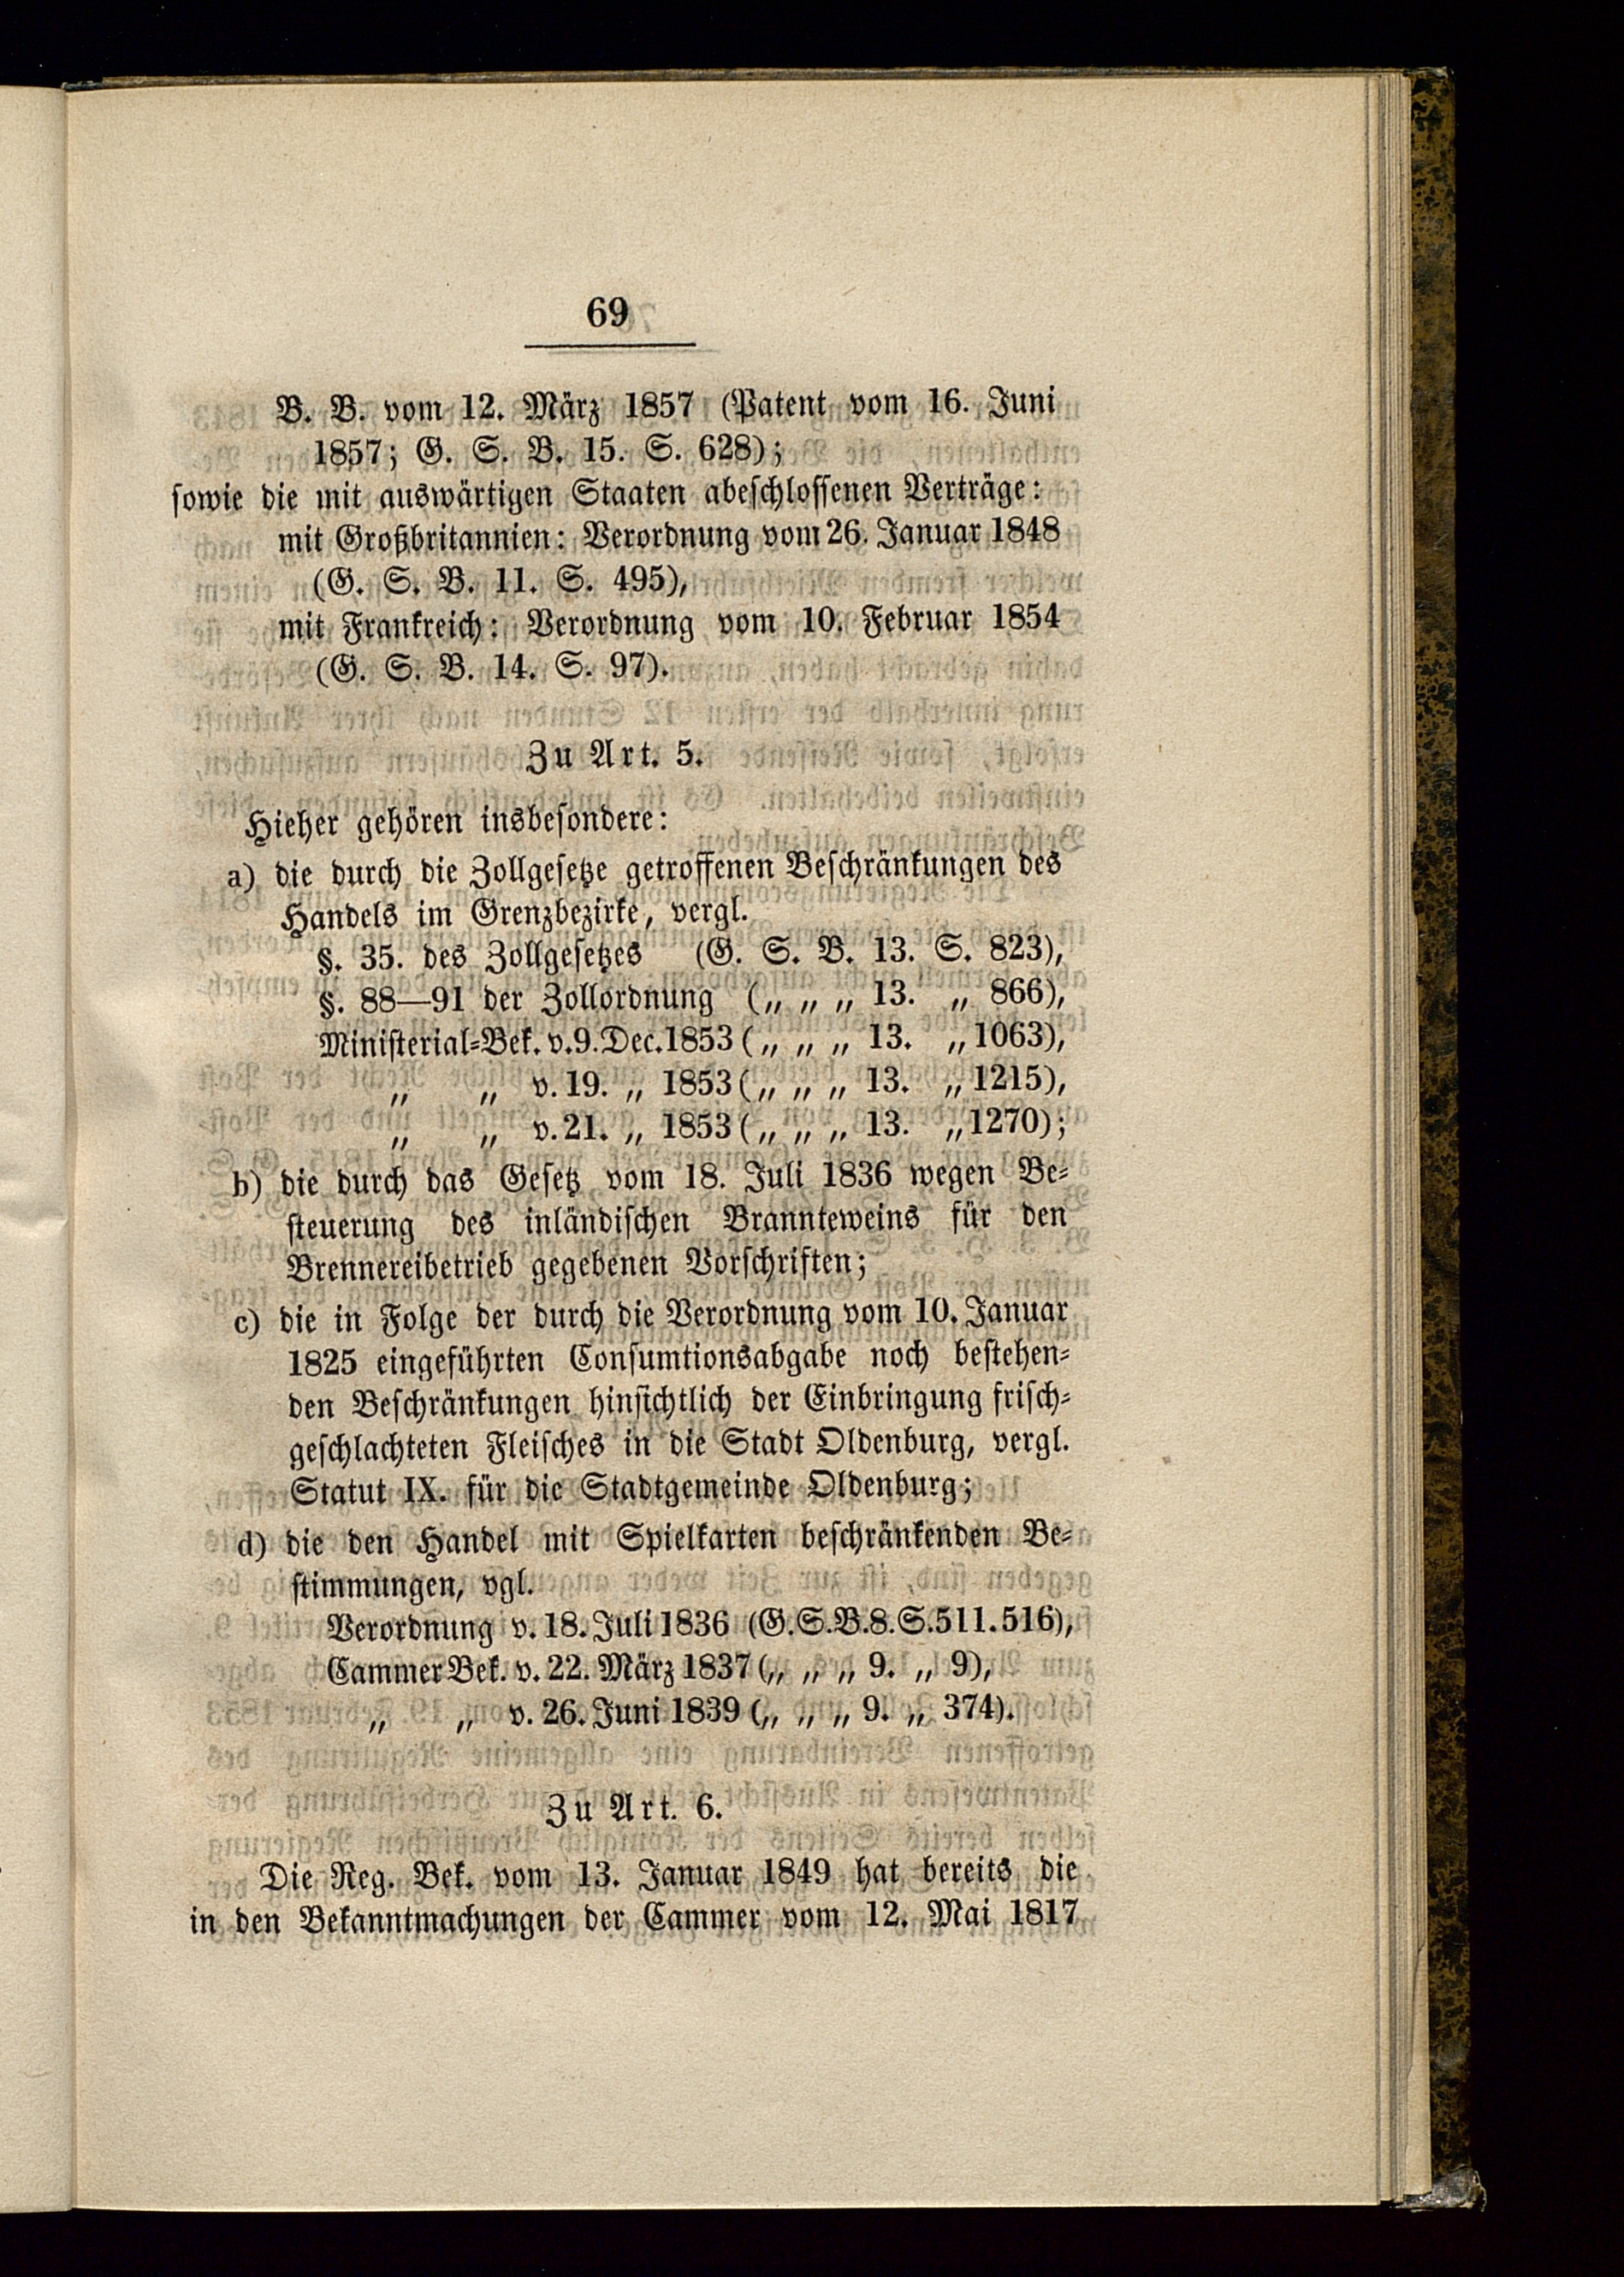 69
B. B. vom 12. März 1857 (Patent vom 16. Juni
1857; G. S. B. 15. S. 628);
sowie die mit auswärtigen Staaten abeschlossenen Verträge:
mit Großbritannien: Verordnung vom 26. Januar 1848
(G. S. B. 11. S. 495),
mit Frankreich: Verordnung vom 10. Februar 1854
(G. S. B. 14. S. 97).
Zu Art. 5.
Hieher gehören insbesondere:
a) die durch die Zollgesetze getroffenen Beschränkungen des
Handels im Grenzbezirke, vergl.
§. 35. des Zollgesetzes (G. S. B. 13. S. 823),
§. 88—91 der Zollordnung („ „ „ 13. „ 866),
Ministerial-Bek. v. 9. Dec. 1853 („ „ „ 13. „ 1063),
„ „ v. 19. „ 1853 („ „ „ 13. „ 1215),
„ „ v. 21. „ 1853 („ „ „ 13. „ 1270);
b) die durch das Gesetz vom 18. Juli 1836 wegen Be-
steuerung des inländischen Brannteweins für den
Brennereibetrieb gegebenen Vorschriften;
c) die in Folge der durch die Verordnung vom 10. Januar
1825 eingeführten Consumtionsabgabe noch bestehen-
den Beschränkungen hinsichtlich der Einbringung frisch-
geschlachteten Fleisches in die Stadt Oldenburg, vergl.
Statut IX. für die Stadtgemeinde Oldenburg;
d) die den Handel mit Spielkarten beschränkenden Be-
stimmungen, vgl.
Verordnung v. 18. Juli 1836 (G. S. B. 8. S. 511. 516),
Cammer Bek. v. 22. März 1837 („ „ „ 9. „ 9),
„ „ v. 26. Juni 1839 („ „ „ 9. „ 374).
Zu Art. 6.
Die Reg. Bek. vom 13. Januar 1849 hat bereits die
in den Bekanntmachungen der Cammer vom 12. Mai 1817